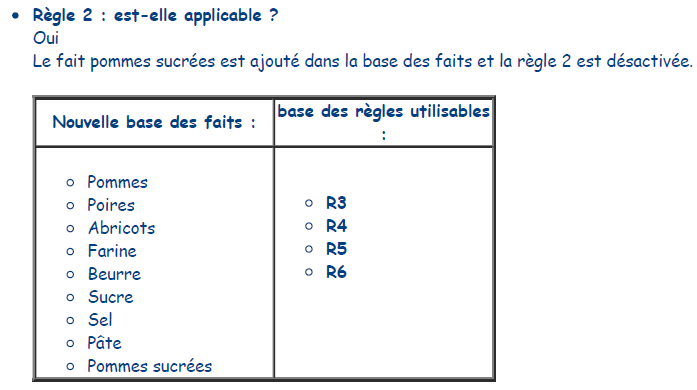 Règle 2 : est-elle applicable ?
Oui
Le fait pommes sucrées est ajouté dans la base des faits et la règle 2 est désactivée.
Nouvelle base des faits :
base des règles utilisables
:
Pommes
Poires
Abricots
Farine
Beurre
Sucre
Sel
Pâte
Pommes sucrées
R3
R4
R5
R6